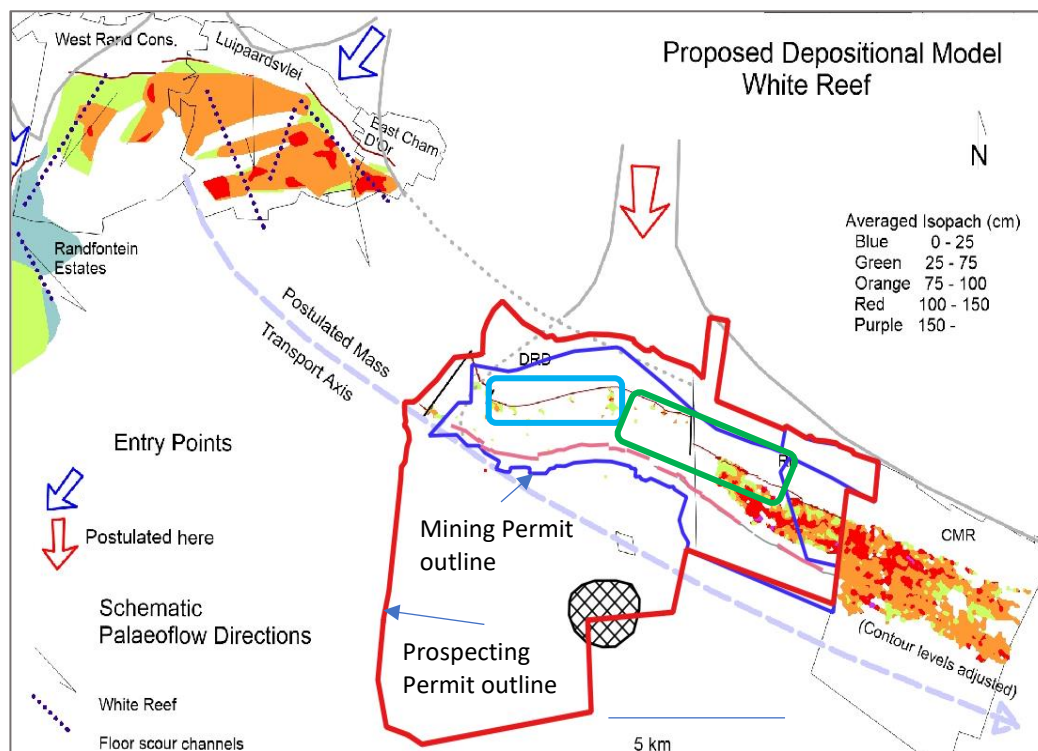 Proposed Depositional Model
White Reef
West Rand Cons.
Luipaardsvlei
East Cham
D'Or
N
Averaged Isopach (cm)
Blue 0 - 25
Green 25 - 75
Orange 75 - 100
Red 100 - 150
Purple 150 -
Randfontein
Estates
Postulated Mass
Transport Axis
DRD
CMR
Entry Points
Postulated here
Mining Permit
outline
Schematic
Palaeoflow Directions
Prospecting
Permit outline
(Contour levels adjusted)
White Reef
Floor scour channels
5 km